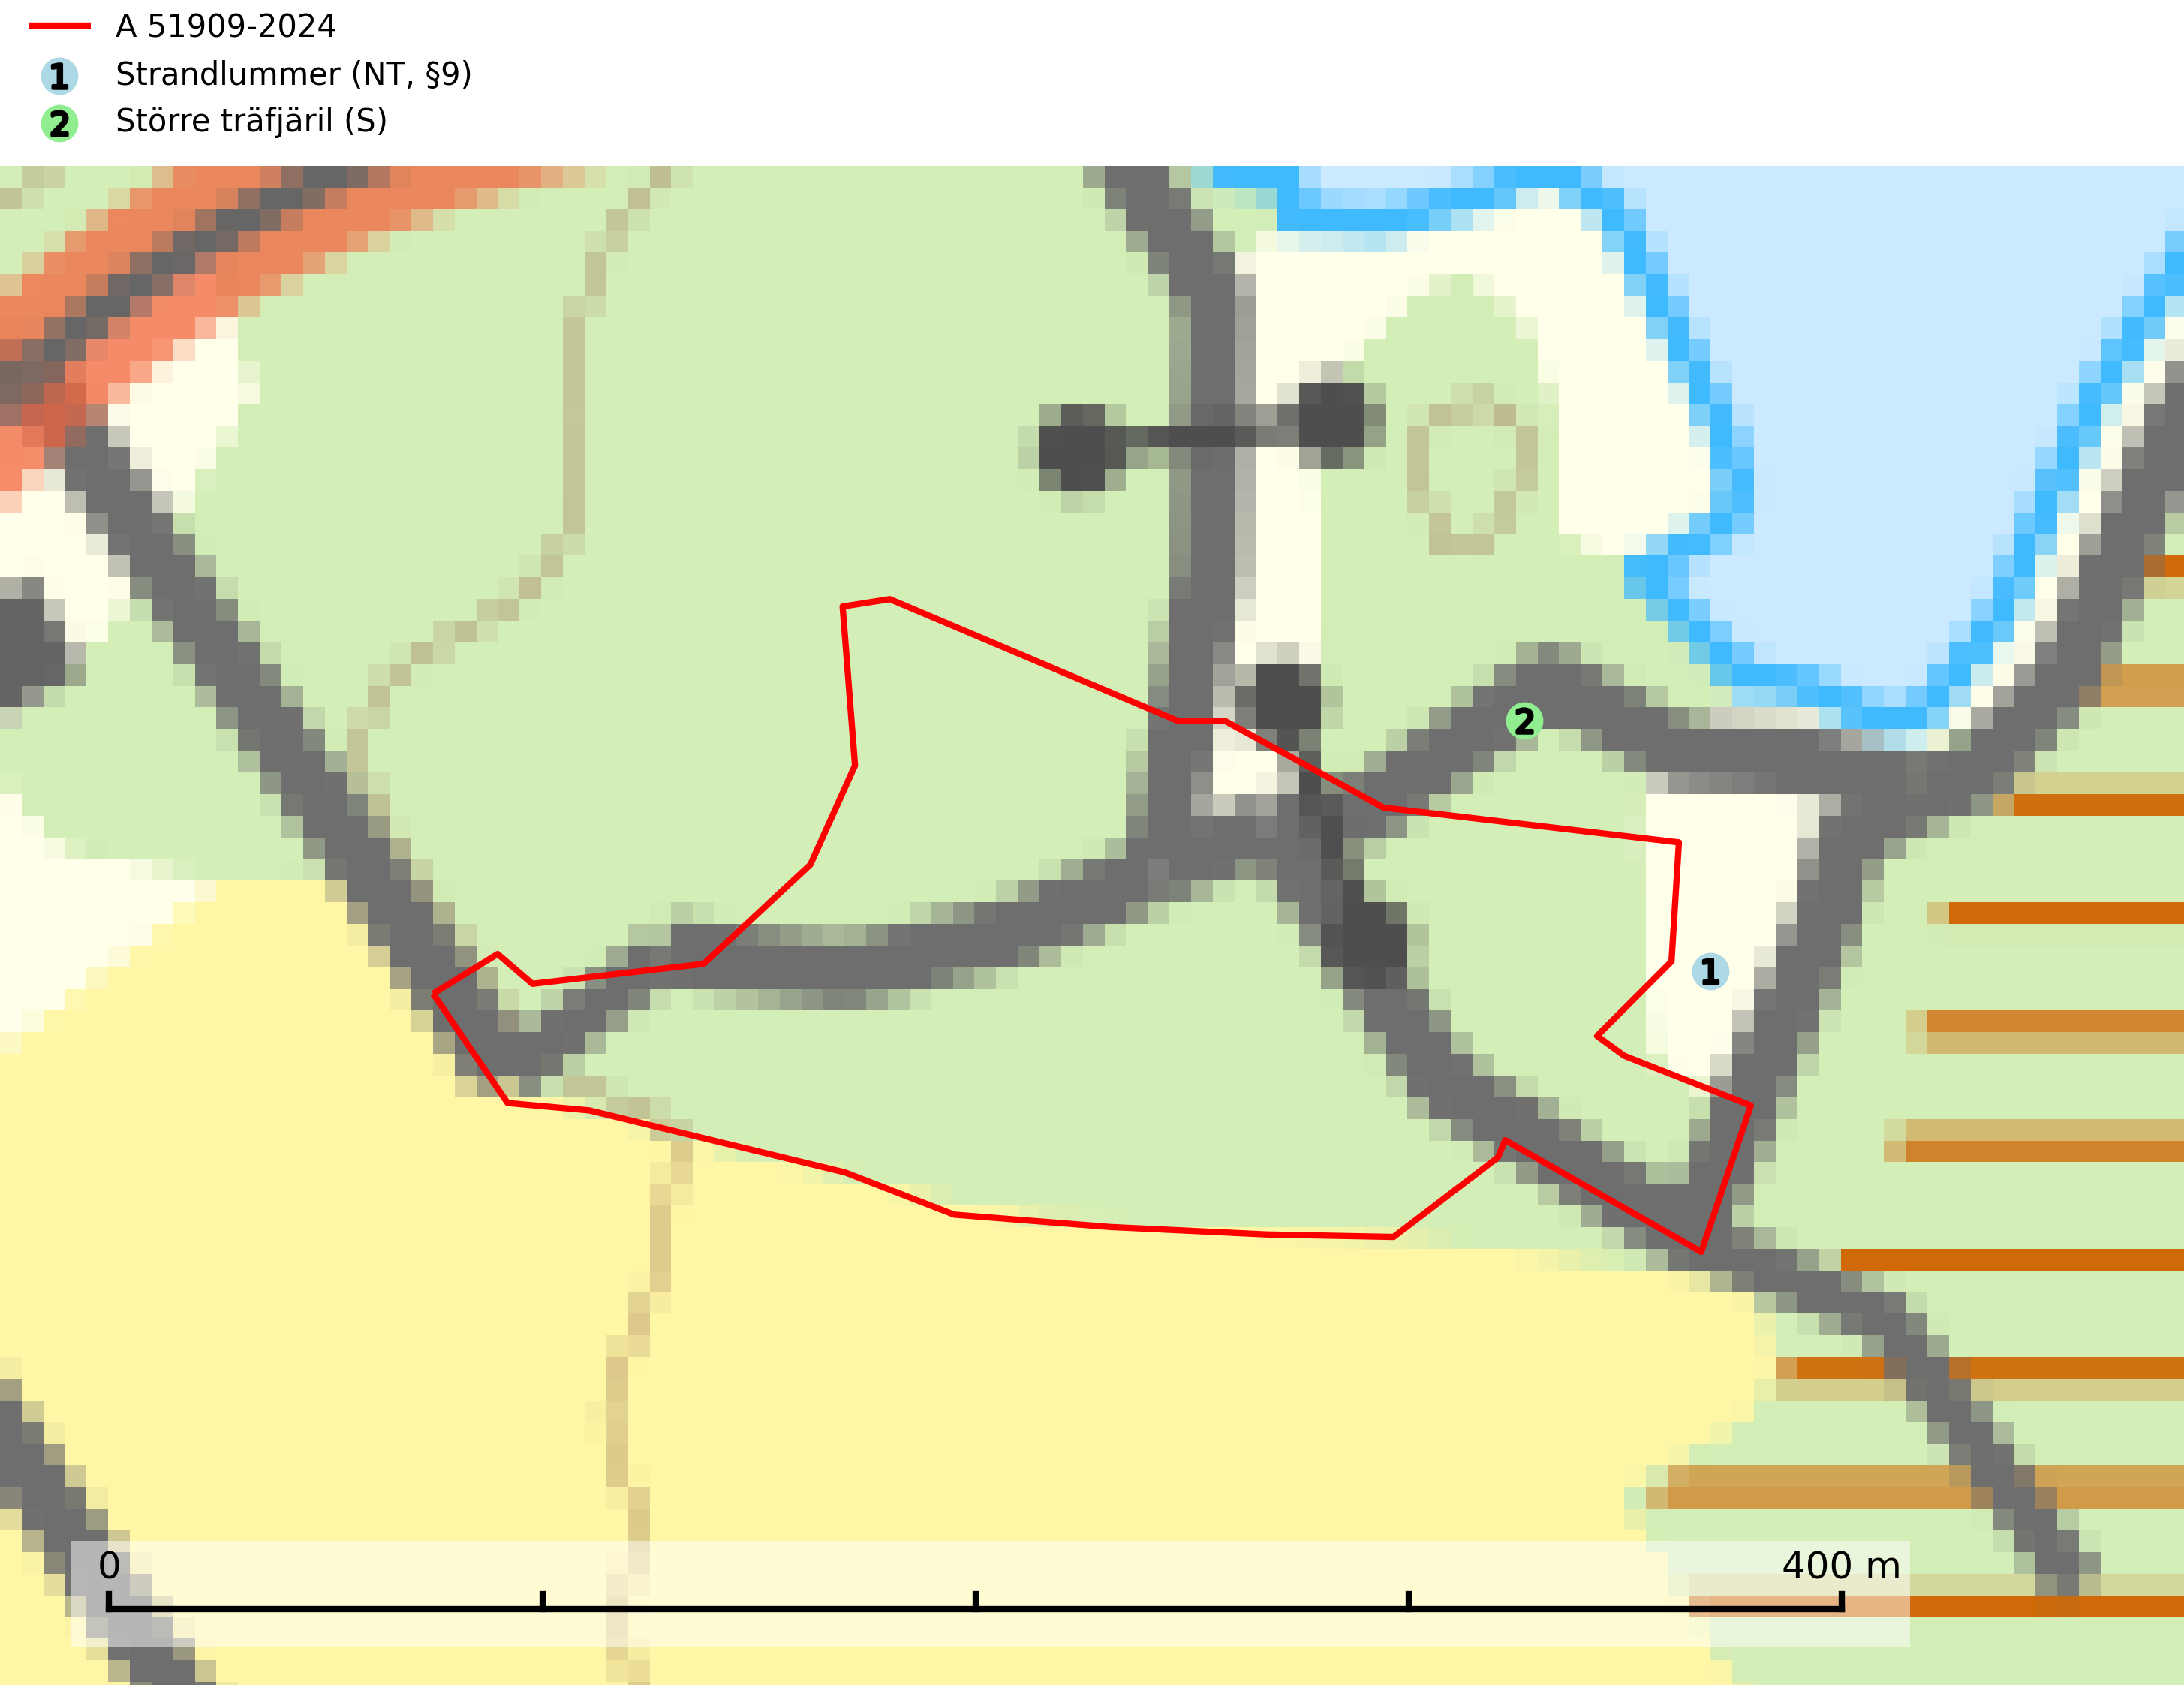 A 51909-2024
1 Strandlummer (NT, §9)
2 Större träfjäril (S)
2
1
0 400 m